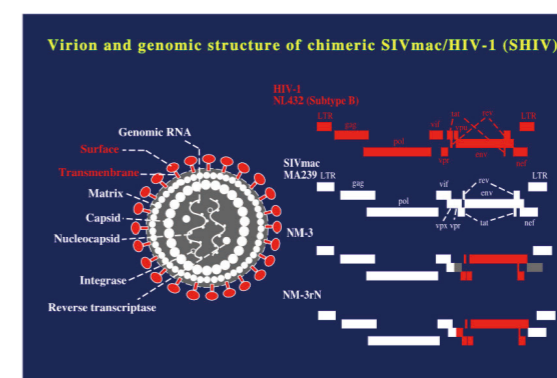 Virion and genomic structure of chimeric SIVmac/HIV-1 (SHIV)
Genomic RNA
Surface
Transmenbrane
Matrix
Capsid
Nucleocapsid
Integrase
Reverse transcriptase
HIV-1
NL432 (Subtype B)
LTR
gag
pol
vif
vpr
vpu
tat
rev
env
LTR
nef
SIVmac
MA239
LTR
gag
pol
vif
vpx
vpr
rev
env
tat
LTR
nef
NM-3
NM-3rN